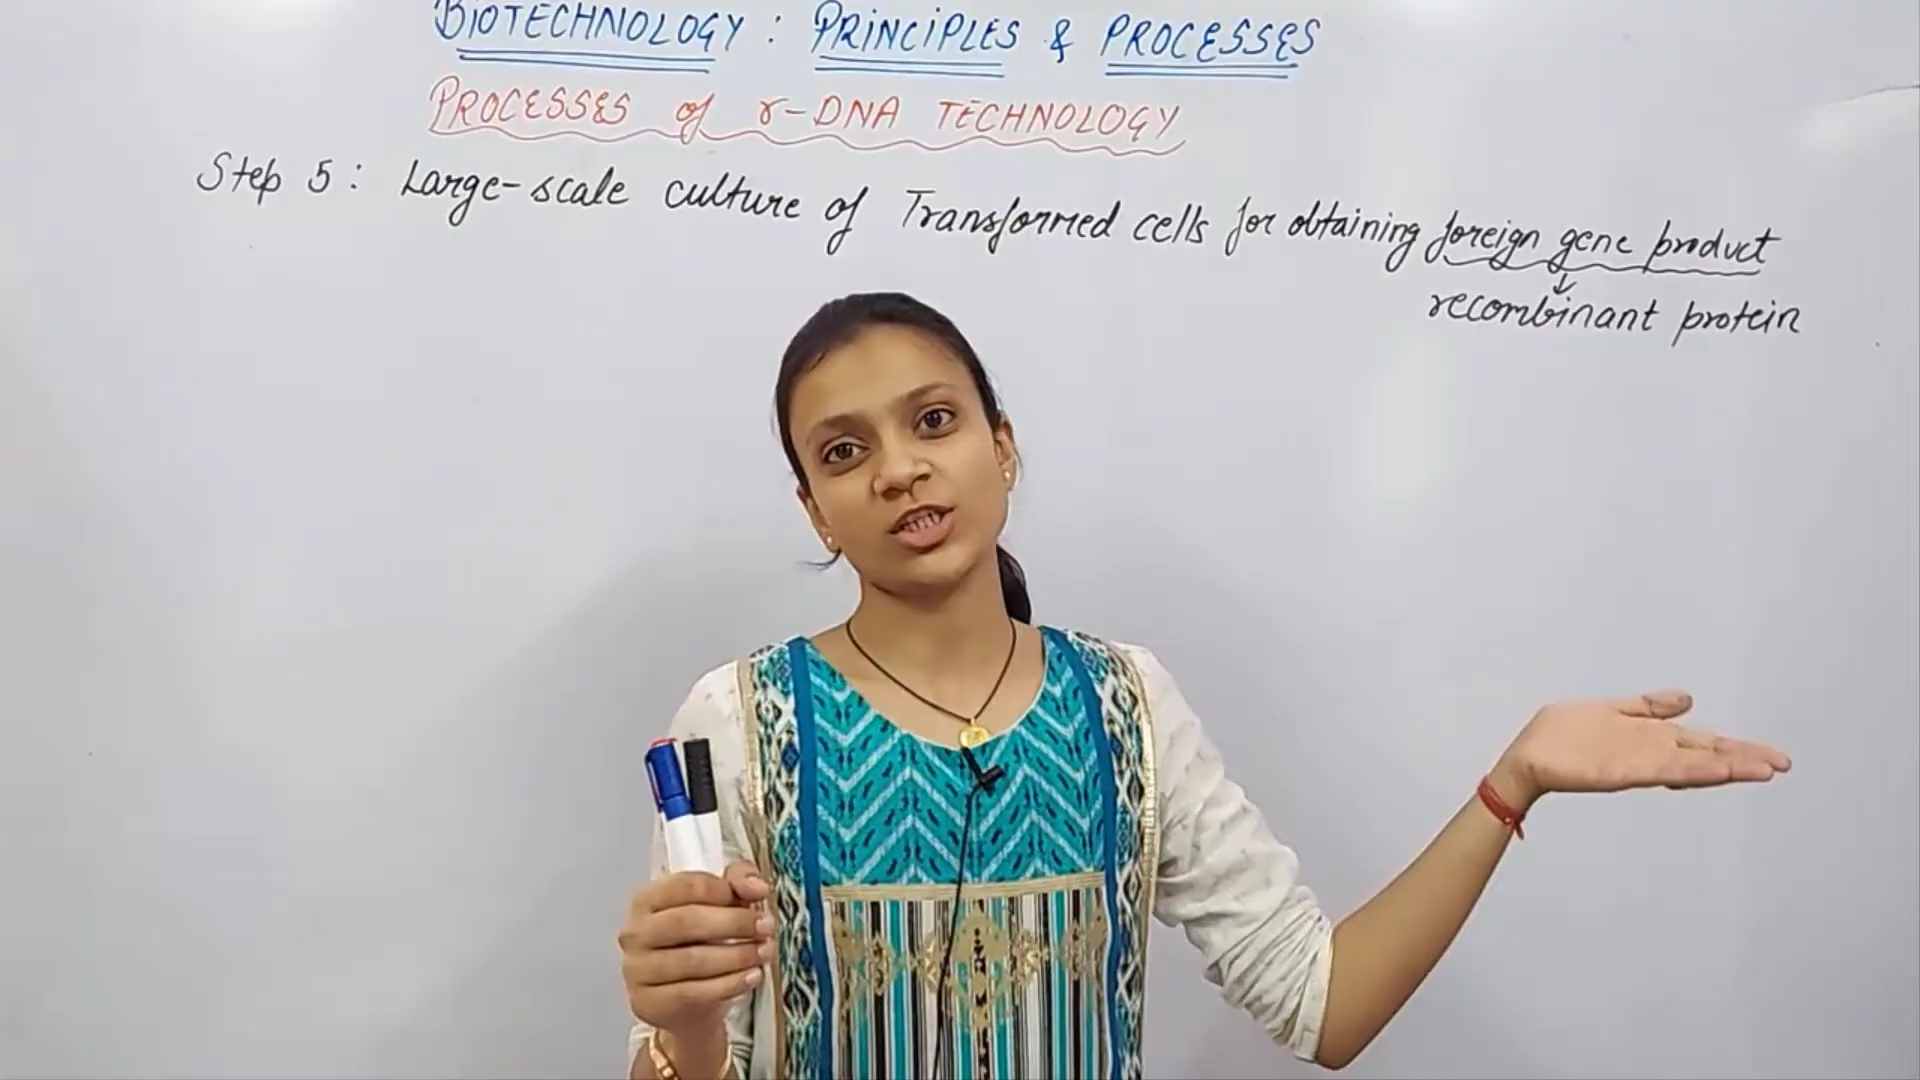 BIOTECHNOLOGY : PRINCIPLES & PROCESSES
PROCESSES of r-DNA TECHNOLOGY
Step 5 : Large-scale culture of Transformed cells for obtaining foreign gene product
↓
recombinant protein